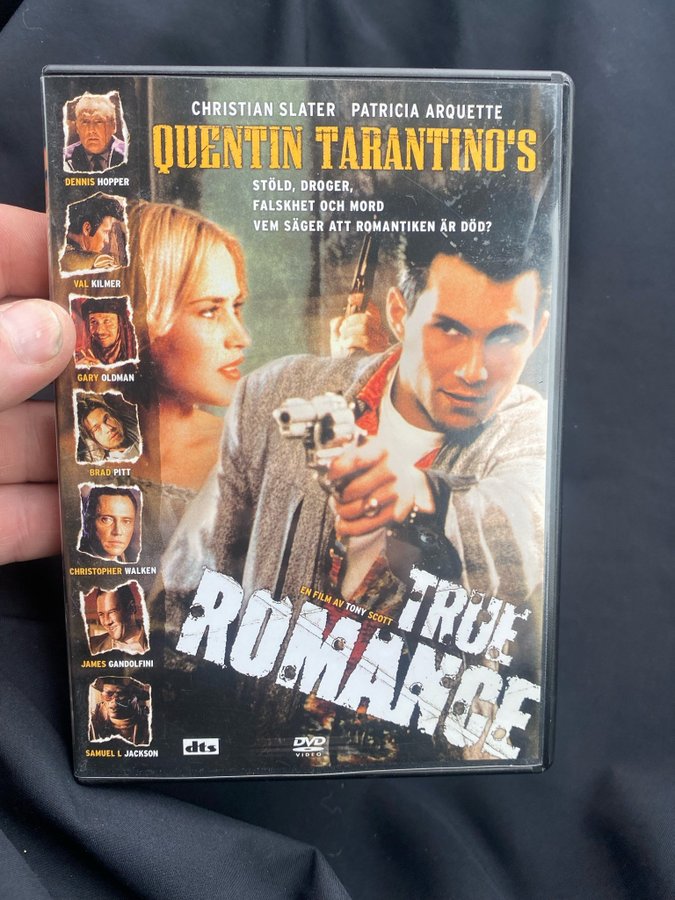 CHRISTIAN SLATER PATRICIA ARQUETTE
QUENTIN TARANTINO'S
STÖLD, DROGER,
FALSKHET OCH MORD
VEM SÄGER ATT ROMANTIKEN ÄR DÖD?
DENNIS HOPPER
VAL KILMER
GARY OLDMAN
BRAD PITT
CHRISTOPHER WALKEN
JAMES GANDOLFINI
SAMUEL L JACKSON
EN FILM AV TONY SCOTT
TRUE
ROMANCE
dts
DVD
VIDEO